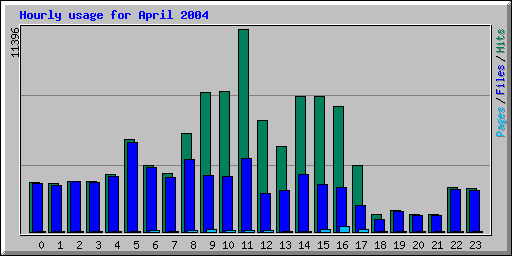 Hourly usage for April 2004
11396
Pages/Files/Hits
0 1 2 3 4 5 6 7 8 9 10 11 12 13 14 15 16 17 18 19 20 21 22 23